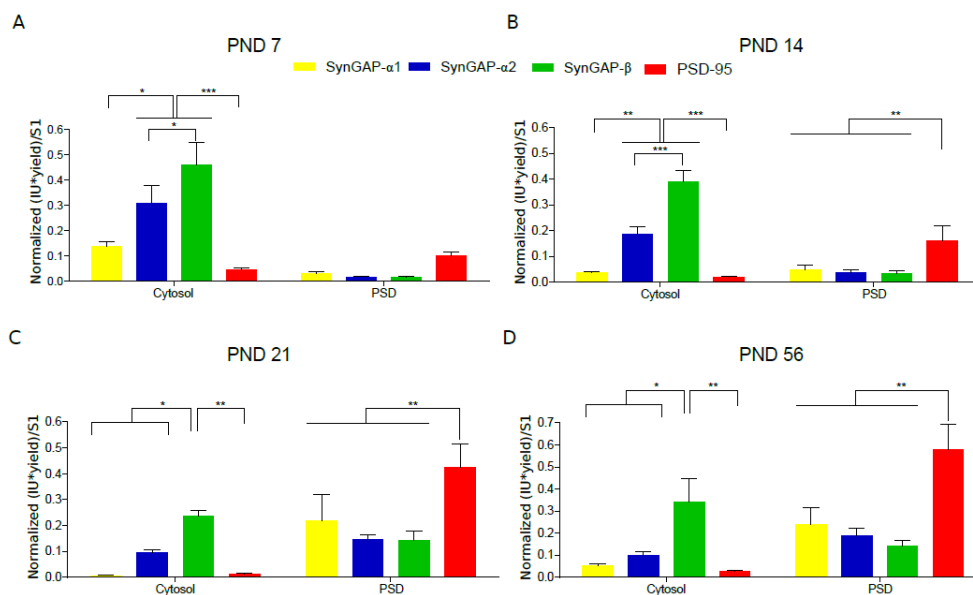 A
B
PND 7
PND 14
SynGAP-α1
SynGAP-α2
SynGAP-β
PSD-95
*
***
*
Normalized (IU*yield)/S1
0.6
0.5
0.4
0.3
0.2
0.1
0.0
Cytosol
PSD
**
***
***
**
Normalized (IU*yield)/S1
0.6
0.5
0.4
0.3
0.2
0.1
0.0
Cytosol
PSD
C
D
PND 21
PND 56
*
**
**
Normalized (IU*yield)/S1
0.6
0.5
0.4
0.3
0.2
0.1
0.0
Cytosol
PSD
*
**
**
Normalized (IU*yield)/S1
0.7
0.6
0.5
0.4
0.3
0.2
0.1
0.0
Cytosol
PSD